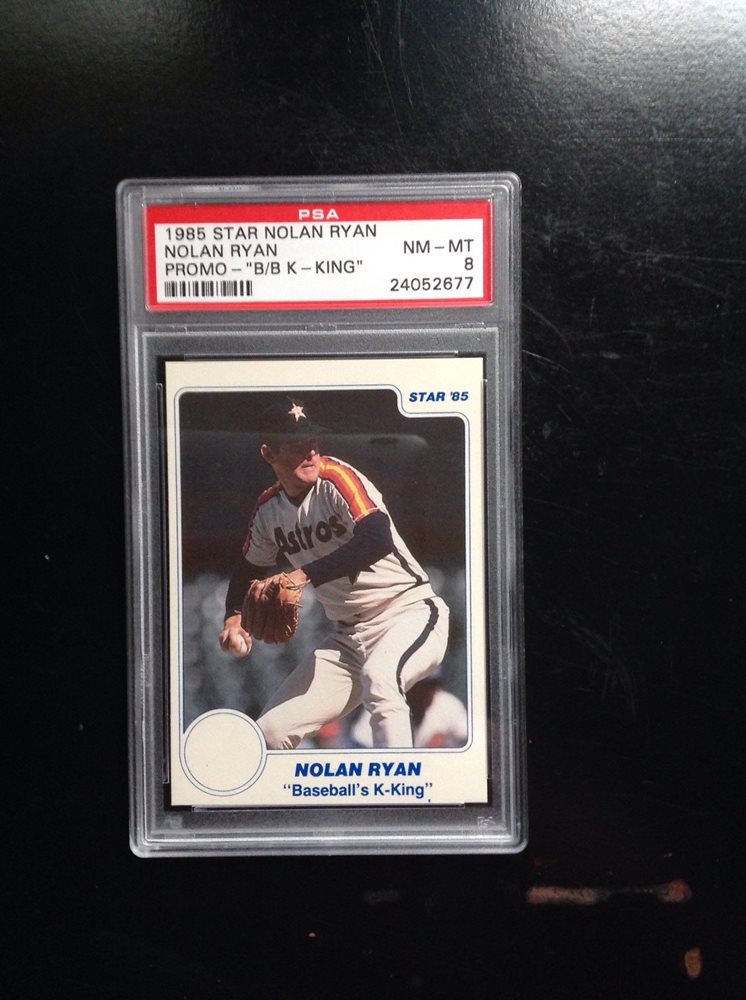 PSA
1985 STAR NOLAN RYAN
NOLAN RYAN NM-MT
PROMO-"B/B K-KING" 8
24052677
STAR '85
Astros
NOLAN RYAN
"Baseball's K-King"